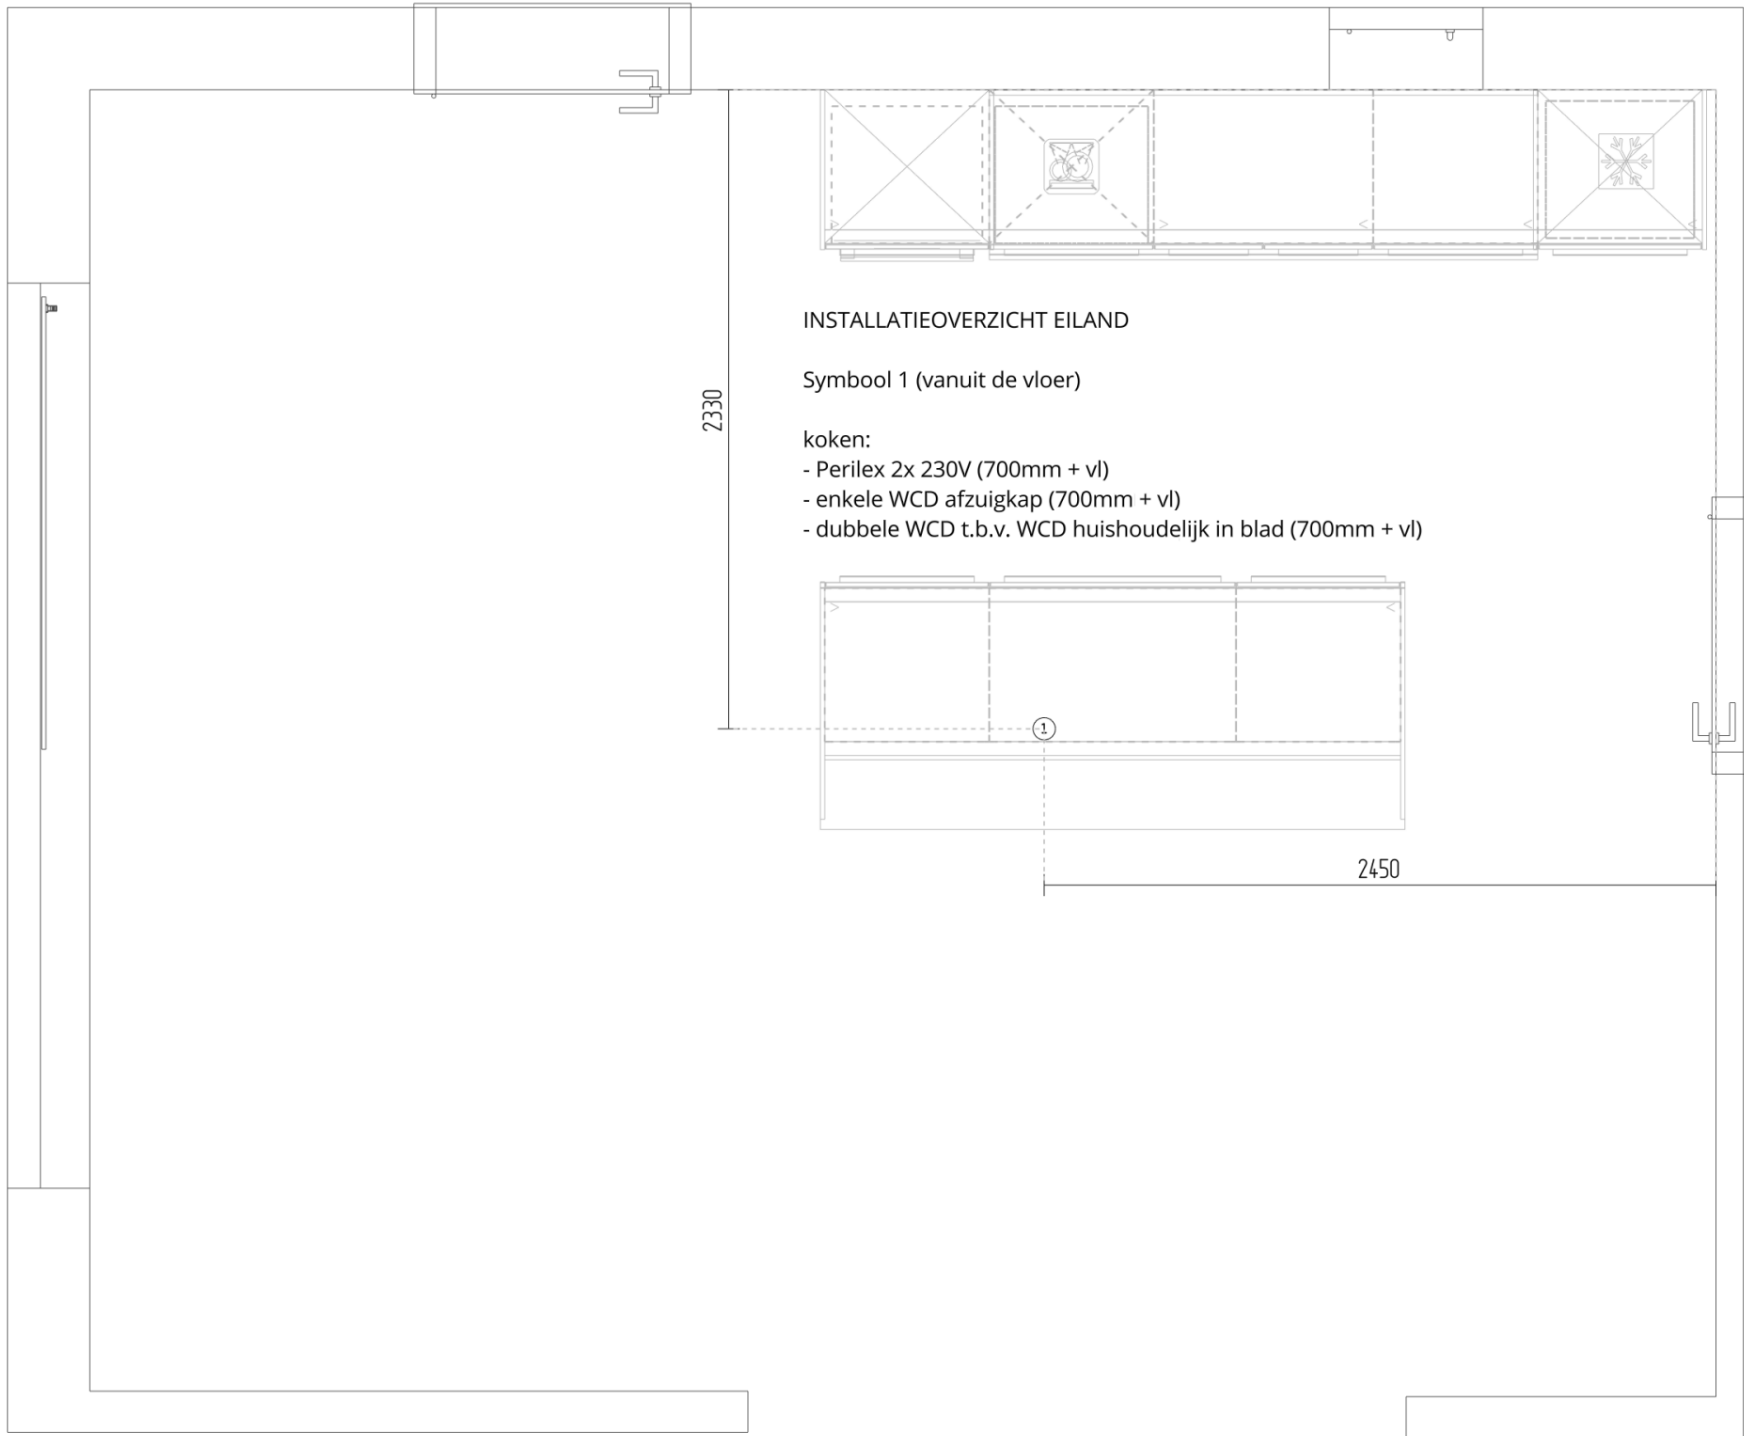 INSTALLATIEOVERZICHT EILAND
Symbool 1 (vanuit de vloer)
2330
koken:
- Perilex 2x 230V (700mm + vl)
- enkele WCD afzuigkap (700mm + vl)
- dubbele WCD t.b.v. WCD huishoudelijk in blad (700mm + vl)
1
2450